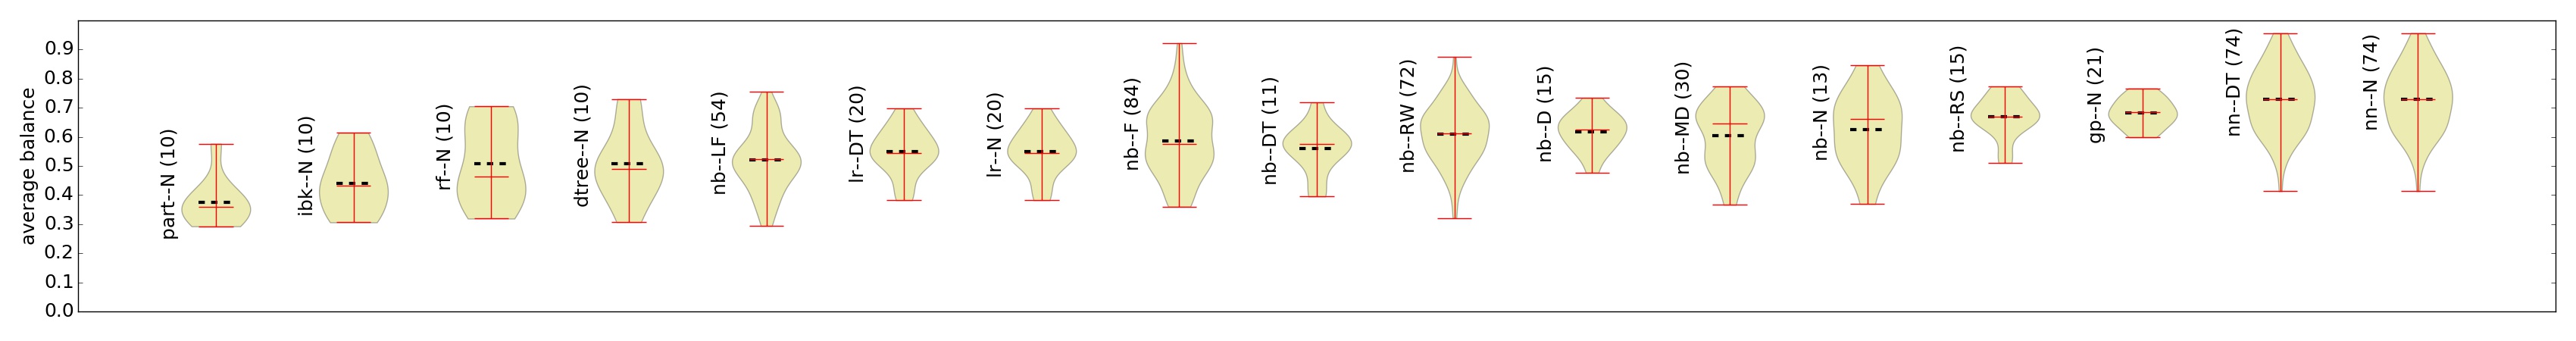 average balance
0.9
0.8
0.7
0.6
0.5
0.4
0.3
0.2
0.1
0.0
part--N (10)
ibk--N (10)
rf--N (10)
dtree--N (10)
nb--LF (54)
lr--DT (20)
lr--N (20)
nb--F (84)
nb--DT (11)
nb--RW (72)
nb--D (15)
nb--MD (30)
nb--N (13)
nb--RS (15)
gp--N (21)
nn--DT (74)
nn--N (74)